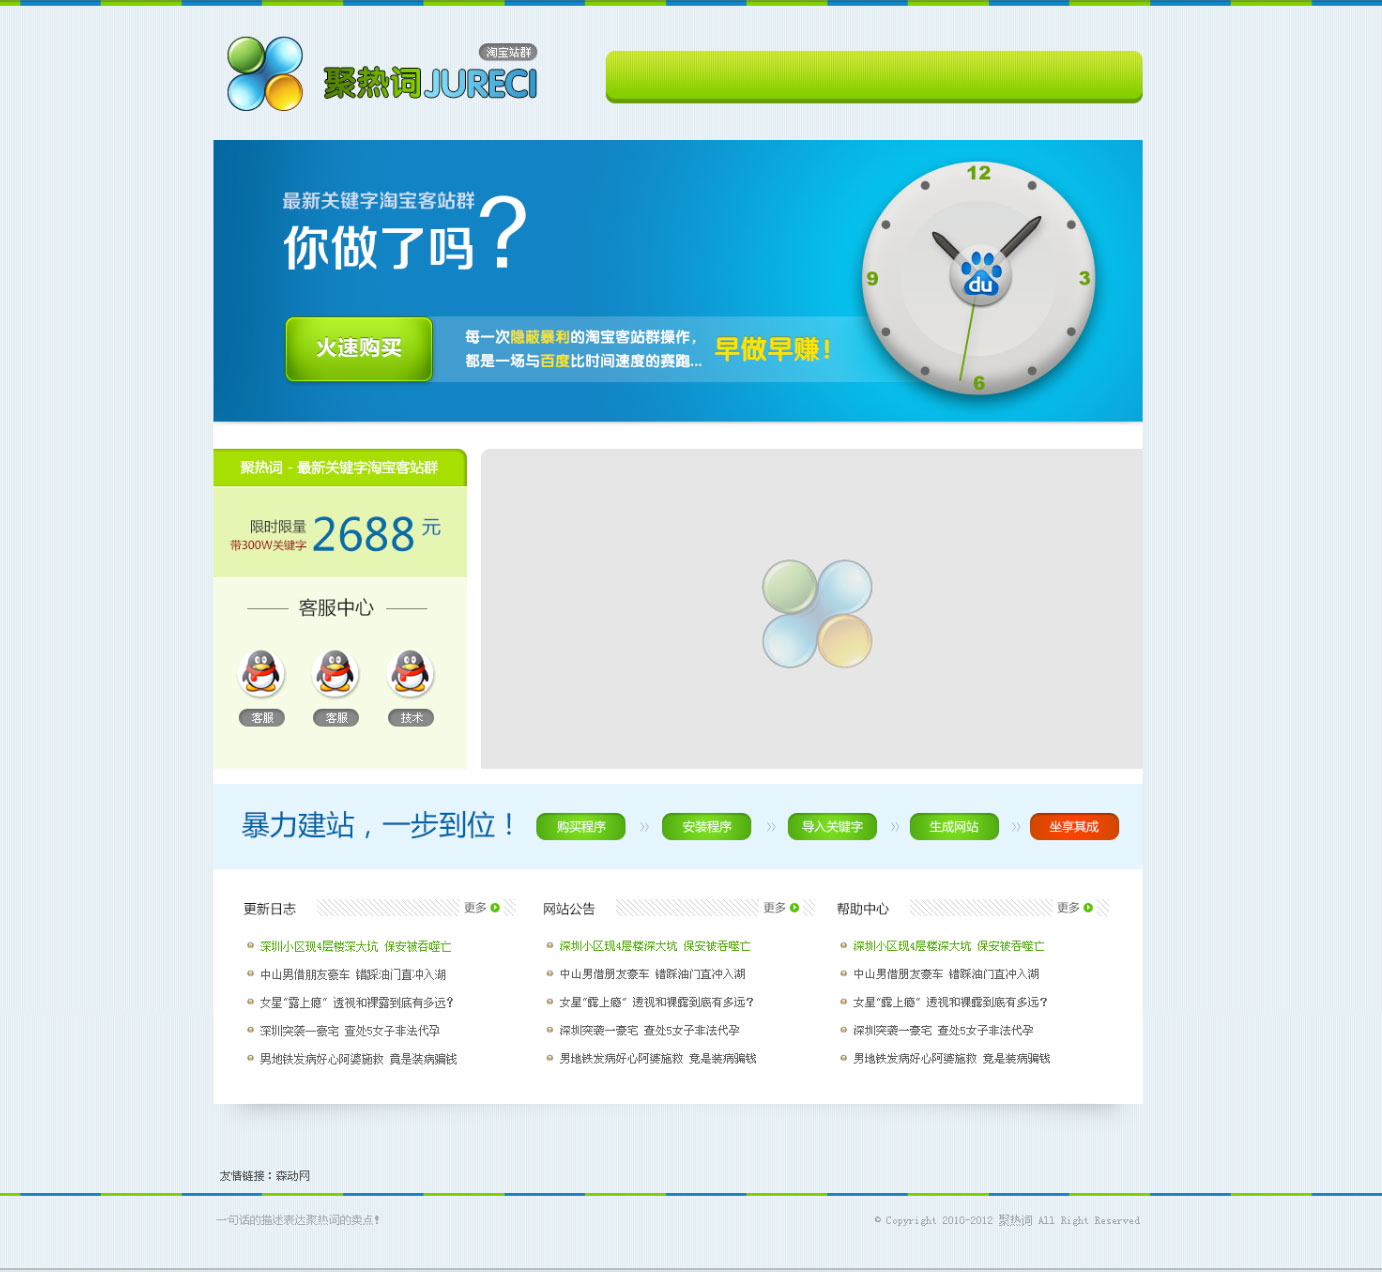 淘宝站群
聚热词JURECI
最新关键字淘宝客站群
你做了吗?
12
3
9
6
du
火速购买
每一次隐蔽暴利的淘宝客站群操作，
都是一场与百度比时间速度的赛跑...
早做早赚!
聚热词 - 最新关键字淘宝客站群
限时限量
带300W关键字
2688 元
客服中心
客服 客服 技术
暴力建站，一步到位！
购买程序 安装程序 导入关键字 生成网站 坐享其成
更新日志 更多
深圳小区现4层楼深大坑 保安被吞噬亡
中山男借朋友豪车 错踩油门直冲入湖
女星“露上瘾” 透视和裸露到底有多远?
深圳突袭一豪宅 查处5女子非法代孕
男地铁发病好心阿婆施救 竟是装病骗钱
网站公告 更多
深圳小区现4层楼深大坑 保安被吞噬亡
中山男借朋友豪车 错踩油门直冲入湖
女星“露上瘾” 透视和裸露到底有多远?
深圳突袭一豪宅 查处5女子非法代孕
男地铁发病好心阿婆施救 竟是装病骗钱
帮助中心 更多
深圳小区现4层楼深大坑 保安被吞噬亡
中山男借朋友豪车 错踩油门直冲入湖
女星“露上瘾” 透视和裸露到底有多远?
深圳突袭一豪宅 查处5女子非法代孕
男地铁发病好心阿婆施救 竟是装病骗钱
友情链接：森动网
一句话的描述表达聚热词的卖点!
© Copyright 2010-2012 聚热词 All Right Reserved